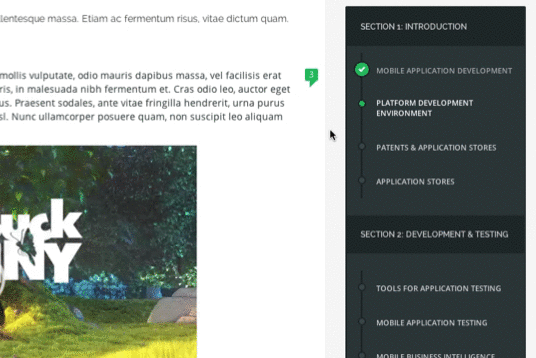 lentesque massa. Etiam ac fermentum risus, vitae dictum quam.
mollis vulputate, odio mauris dapibus massa, vel facilisis erat
ris, in malesuada nibh fermentum et. Cras odio leo, auctor eget
us. Praesent sodales, ante vitae fringilla hendrerit, urna purus
sl. Nunc ullamcorper posuere quam, non suscipit leo aliquam
3
uck
NY
SECTION 1: INTRODUCTION
MOBILE APPLICATION DEVELOPMENT
PLATFORM DEVELOPMENT
ENVIRONMENT
PATENTS & APPLICATION STORES
APPLICATION STORES
SECTION 2: DEVELOPMENT & TESTING
TOOLS FOR APPLICATION TESTING
MOBILE APPLICATION TESTING
MOBILE BUSINESS INTELLIGENCE